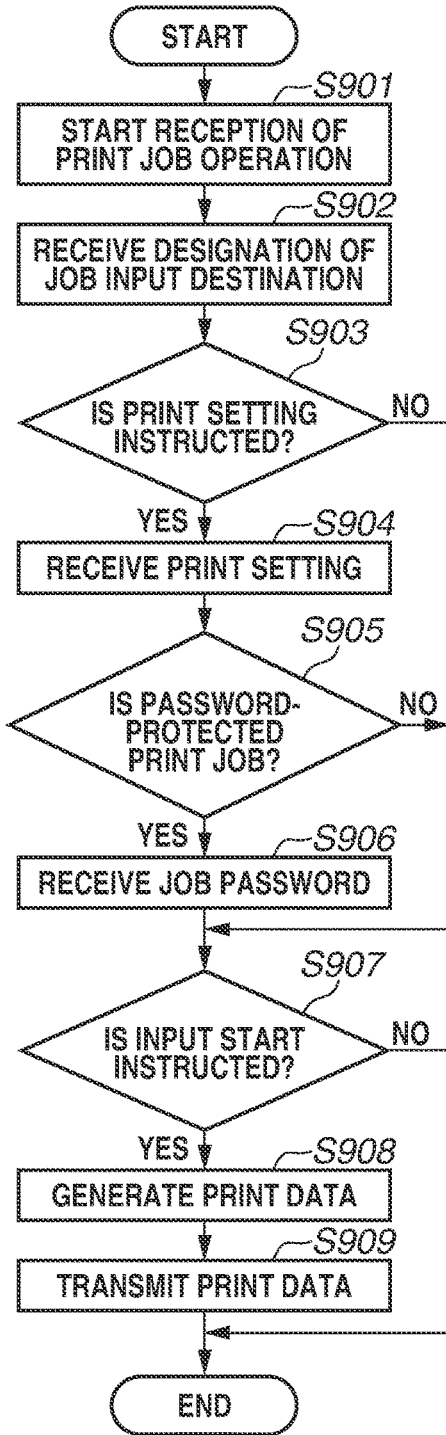 START
S901
START RECEPTION OF
PRINT JOB OPERATION
S902
RECEIVE DESIGNATION OF
JOB INPUT DESTINATION
S903
IS PRINT SETTING
INSTRUCTED?
NO
YES
S904
RECEIVE PRINT SETTING
S905
IS PASSWORD-
PROTECTED
PRINT JOB?
NO
YES
S906
RECEIVE JOB PASSWORD
S907
IS INPUT START
INSTRUCTED?
NO
YES
S908
GENERATE PRINT DATA
S909
TRANSMIT PRINT DATA
END